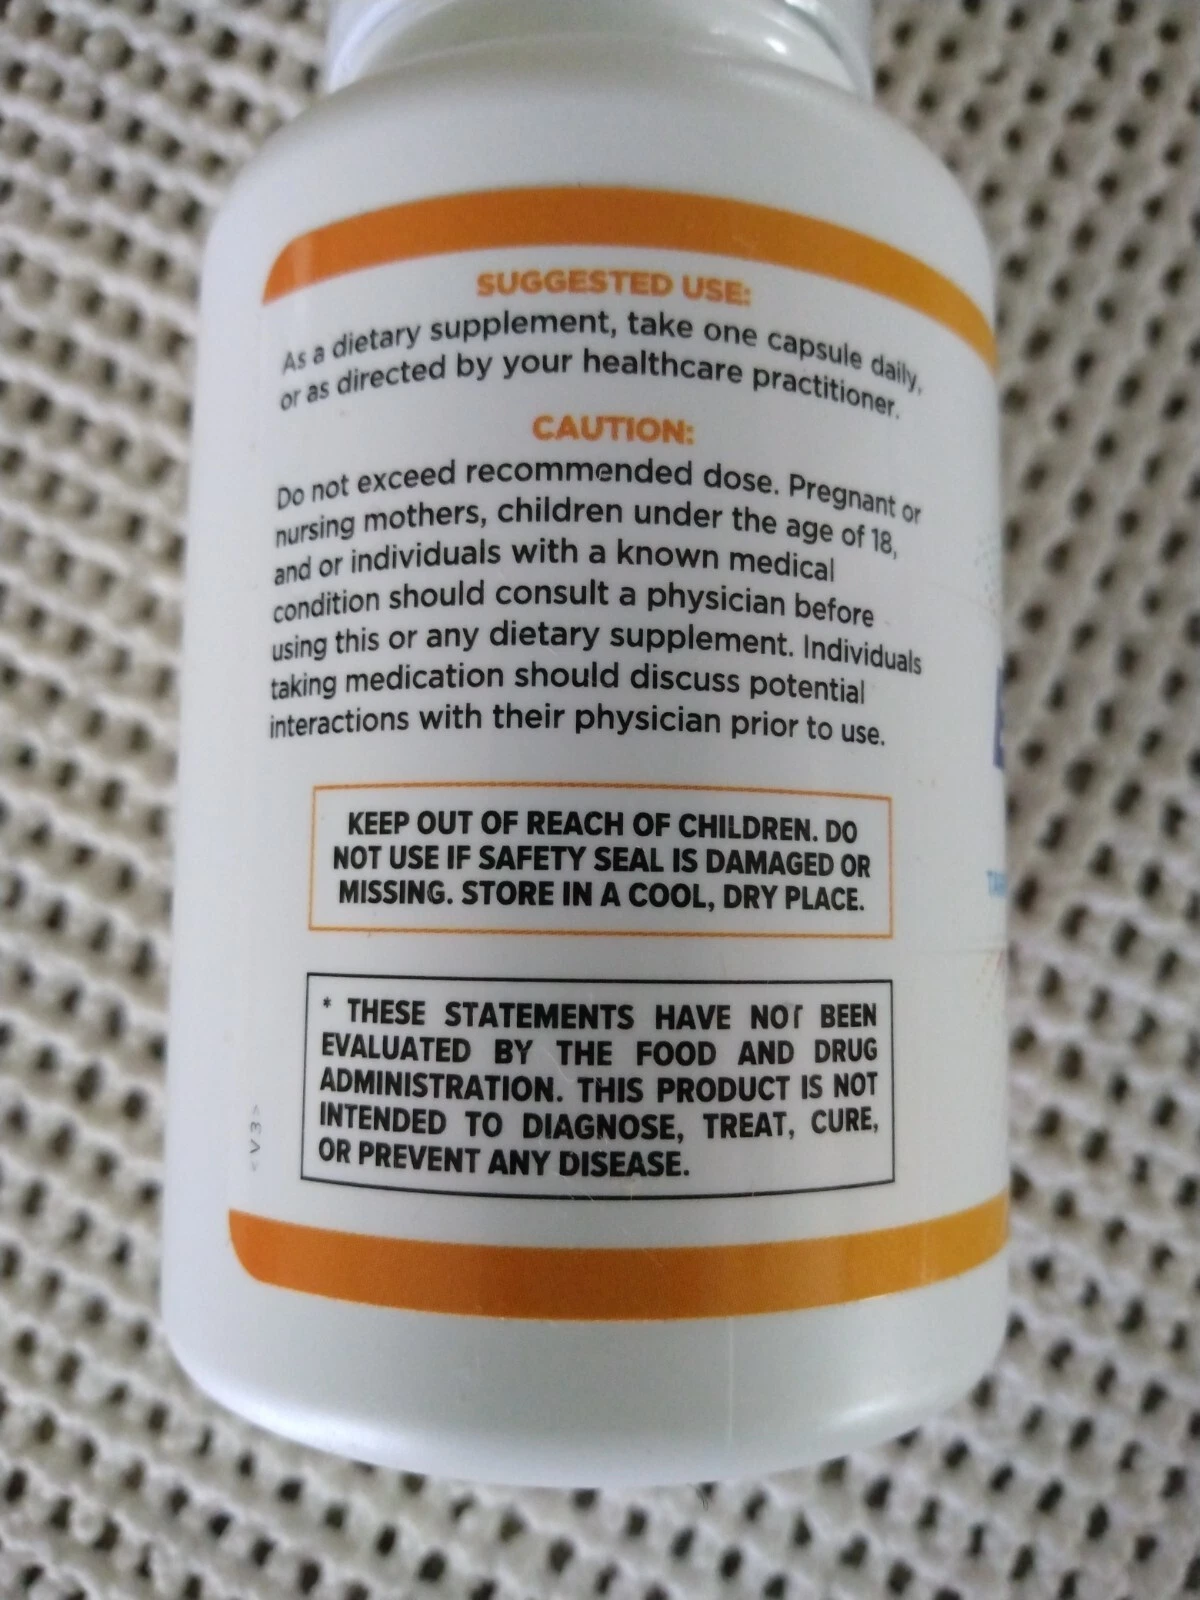 SUGGESTED USE:
As a dietary supplement, take one capsule daily,
or as directed by your healthcare practitioner.
CAUTION:
Do not exceed recommended dose. Pregnant or
nursing mothers, children under the age of 18,
and or individuals with a known medical
condition should consult a physician before
using this or any dietary supplement. Individuals
taking medication should discuss potential
interactions with their physician prior to use.
KEEP OUT OF REACH OF CHILDREN. DO
NOT USE IF SAFETY SEAL IS DAMAGED OR
MISSING. STORE IN A COOL, DRY PLACE.
* THESE STATEMENTS HAVE NOT BEEN
EVALUATED BY THE FOOD AND DRUG
ADMINISTRATION. THIS PRODUCT IS NOT
INTENDED TO DIAGNOSE, TREAT, CURE,
OR PREVENT ANY DISEASE.
<V3>